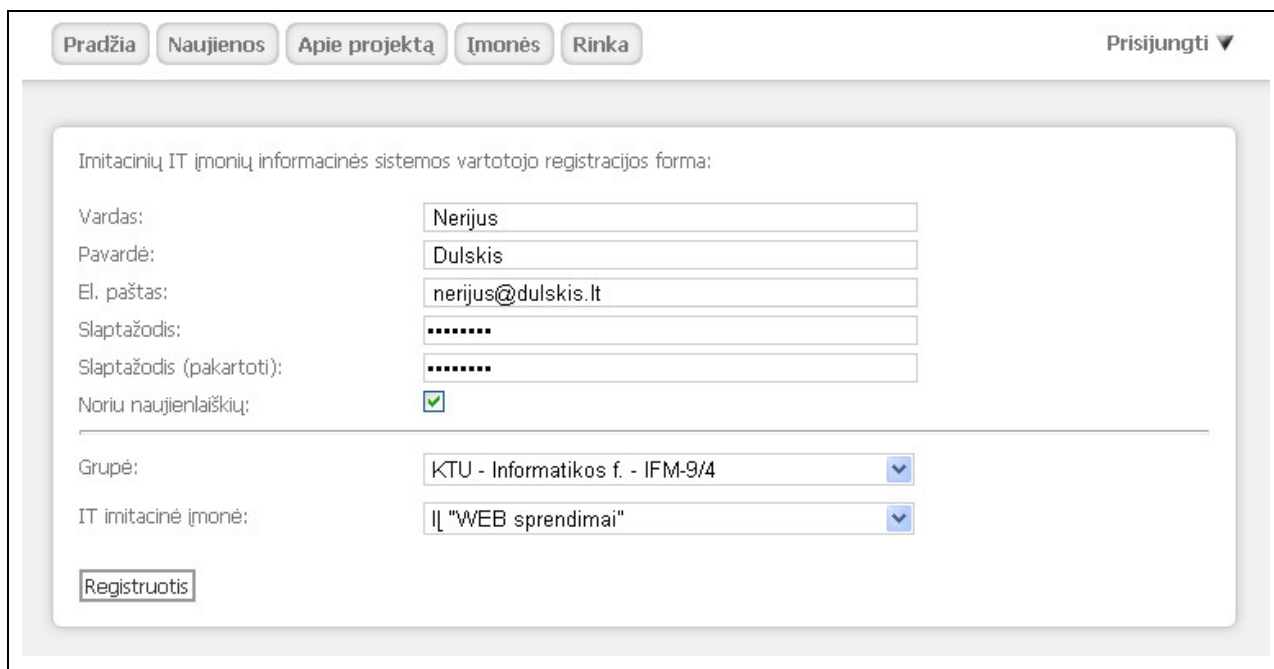 Pradžia Naujienos Apie projektą Įmonės Rinka Prisijungti
Imitacinių IT įmonių informacinės sistemos vartotojo registracijos forma:
Vardas: Nerijus
Pavardė: Dulskis
El. paštas: nerijus@dulskis.lt
Slaptažodis: ••••••••
Slaptažodis (pakartoti): ••••••••
Noriu naujienlaiškių:
Grupė: KTU - Informatikos f. - IFM-9/4
IT imitacinė įmonė: IĮ "WEB sprendimai"
Registruotis